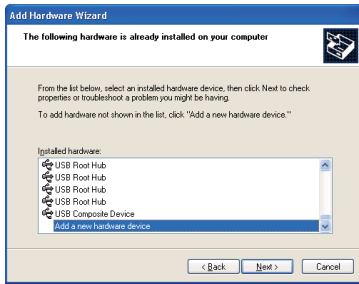 Add Hardware Wizard
The following hardware is already installed on your computer
From the list below, select an installed hardware device, then click Next to check
properties or troubleshoot a problem you might be having.
To add hardware not shown in the list, click "Add a new hardware device."
Installed hardware:
USB Root Hub
USB Root Hub
USB Root Hub
USB Root Hub
USB Composite Device
Add a new hardware device
< Back
Next >
Cancel